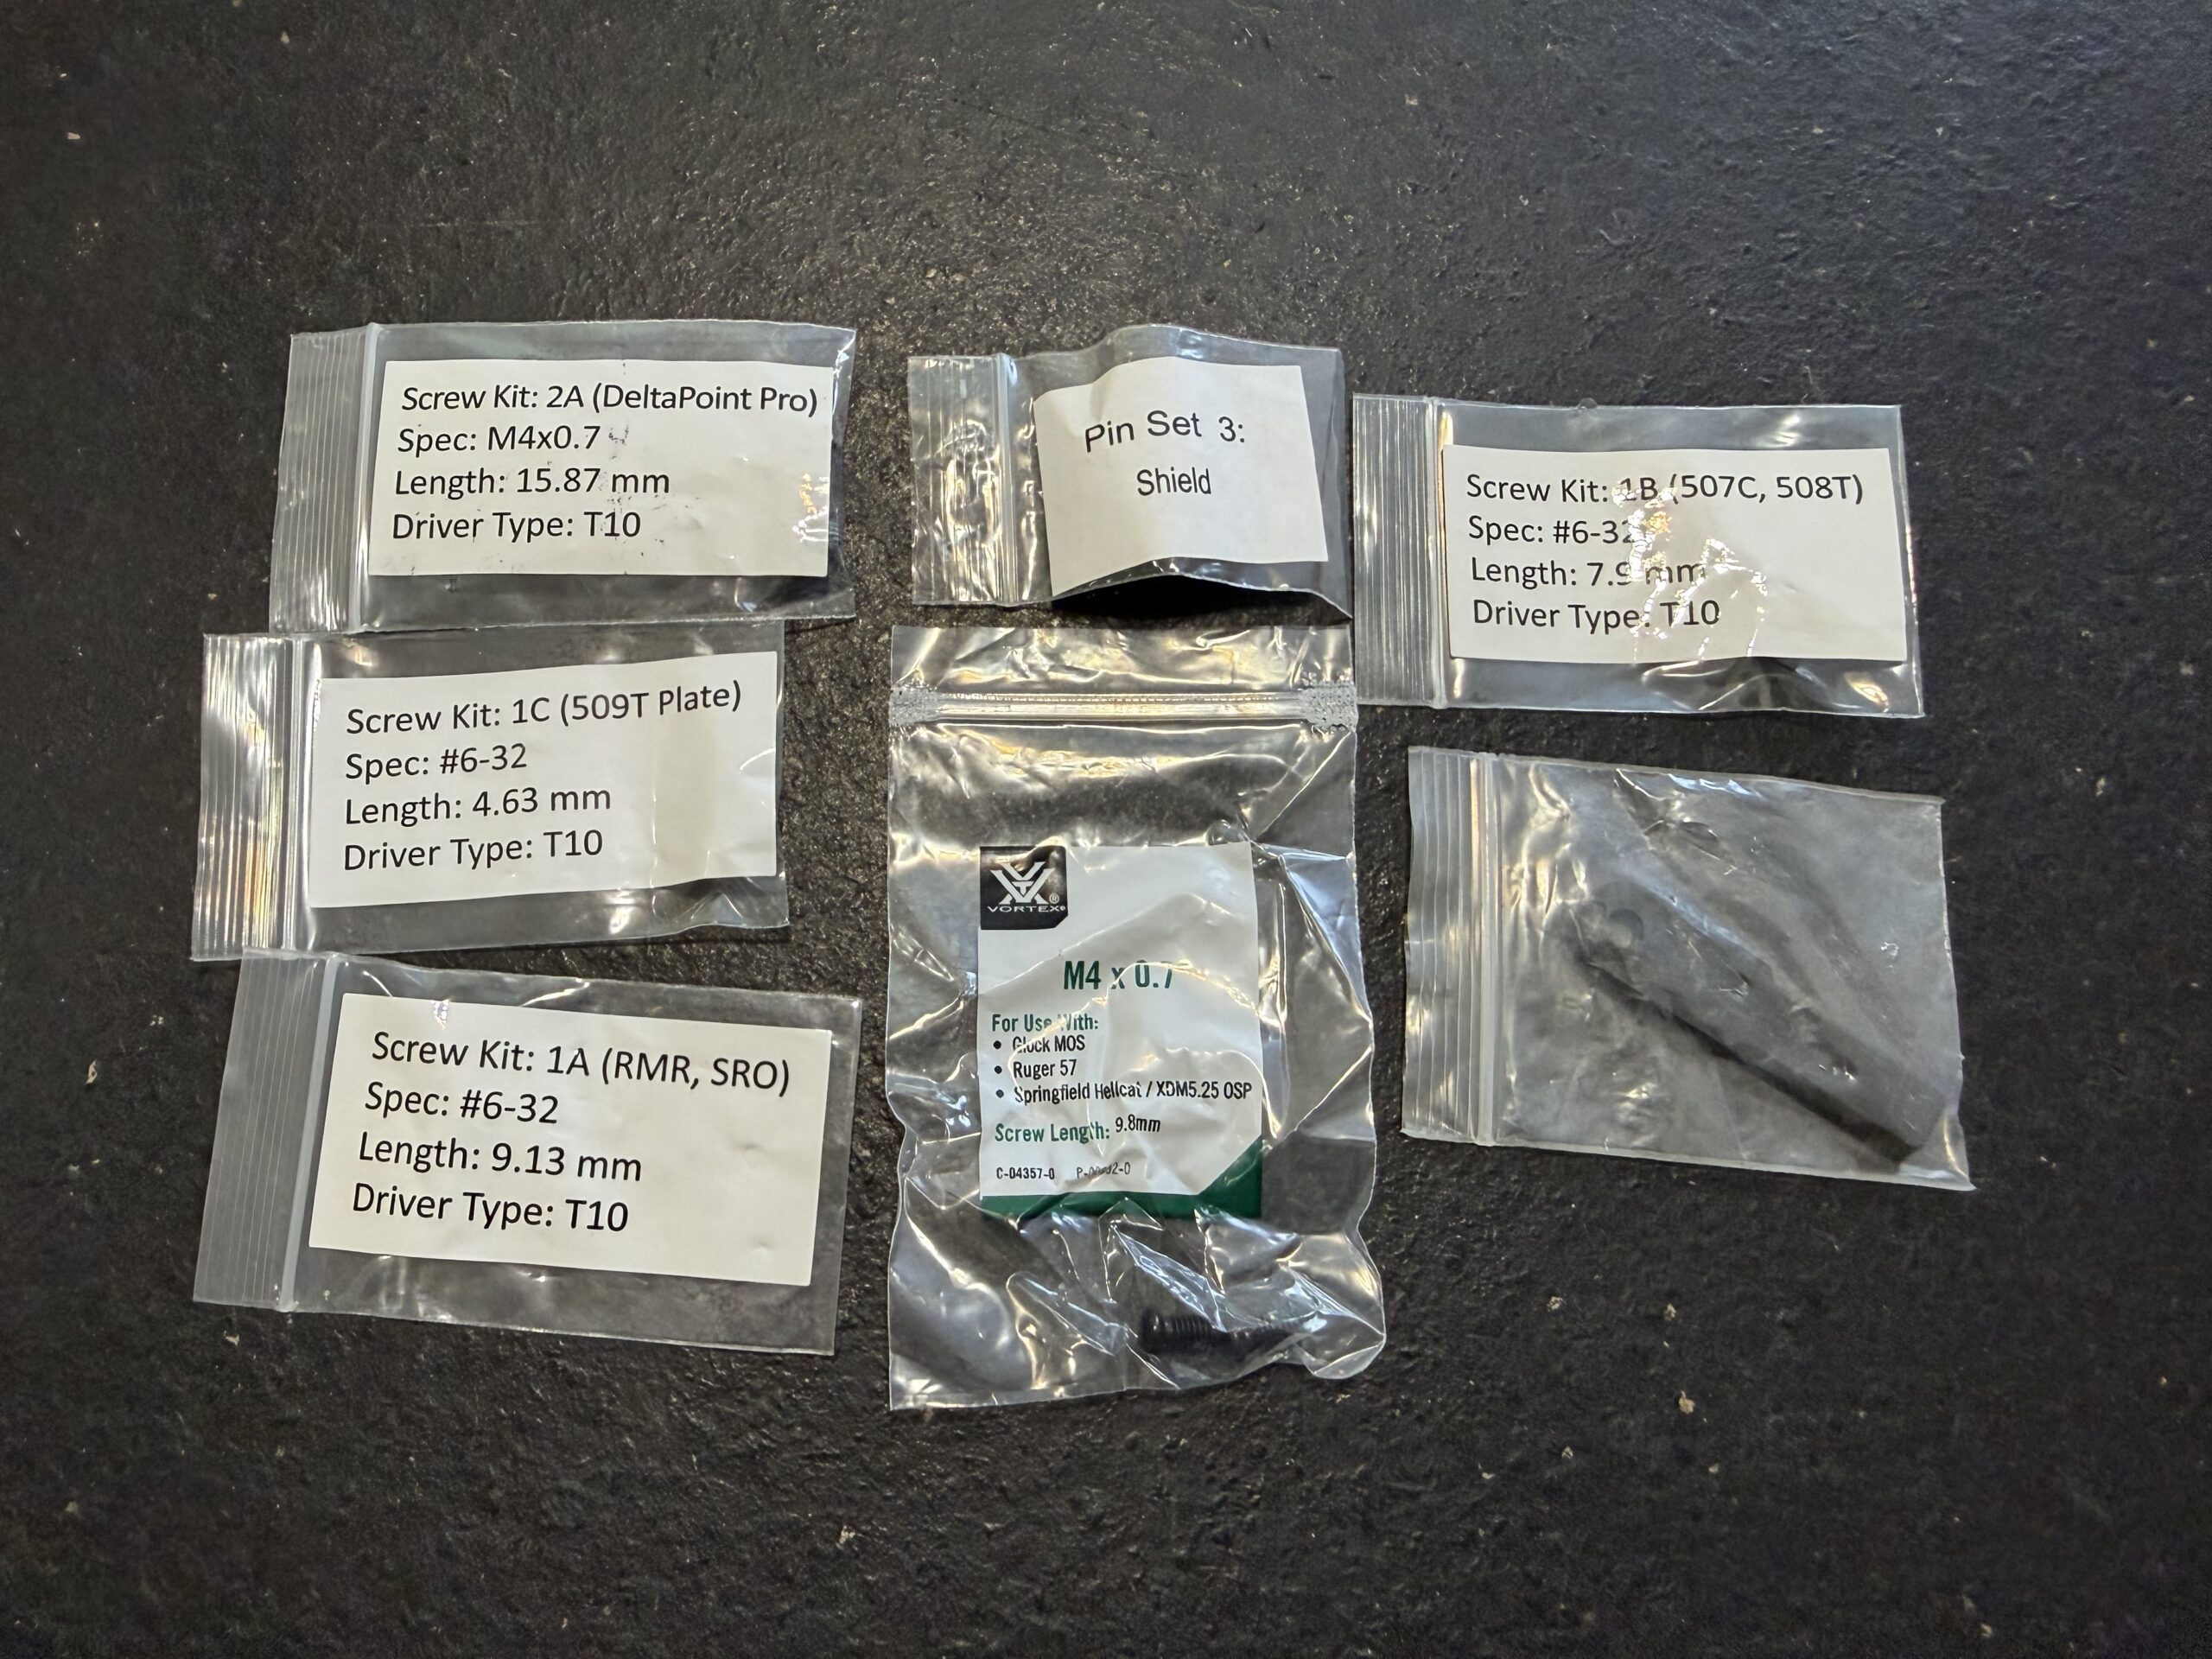 Screw Kit: 2A (DeltaPoint Pro)
Spec: M4x0.7
Length: 15.87 mm
Driver Type: T10
Pin Set 3:
Shield
Screw Kit: 1B (507C, 508T)
Spec: #6-32
Length: 7.9 mm
Driver Type: T10
Screw Kit: 1C (509T Plate)
Spec: #6-32
Length: 4.63 mm
Driver Type: T10
VORTEX®
M4 x 0.7
For Use With:
• Glock MOS
• Ruger 57
• Springfield Hellcat / XDM5.25 OSP
Screw Length: 9.8mm
C-04357-0
Screw Kit: 1A (RMR, SRO)
Spec: #6-32
Length: 9.13 mm
Driver Type: T10